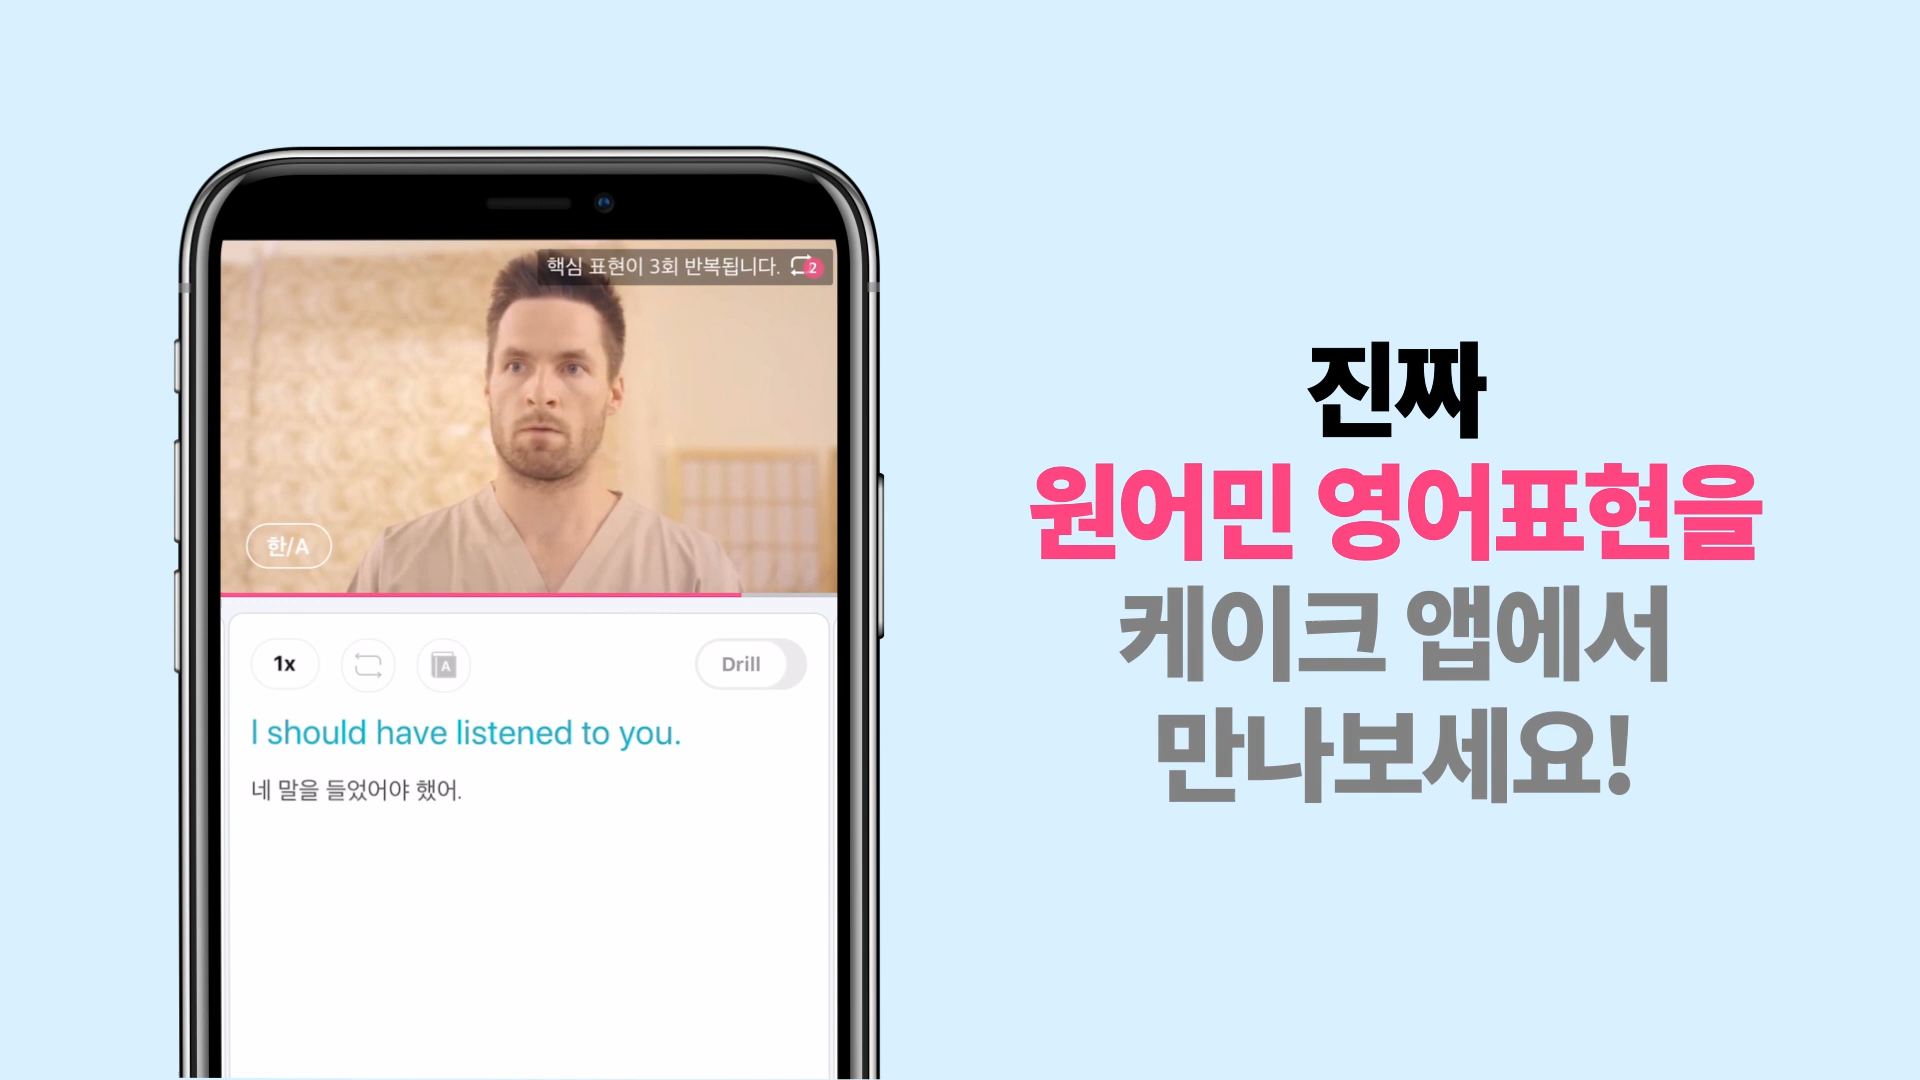 핵심 표현이 3회 반복됩니다. 2
한/A
1x
A
Drill
I should have listened to you.
네 말을 들었어야 했어.
진짜
원어민 영어표현을
케이크 앱에서
만나보세요!